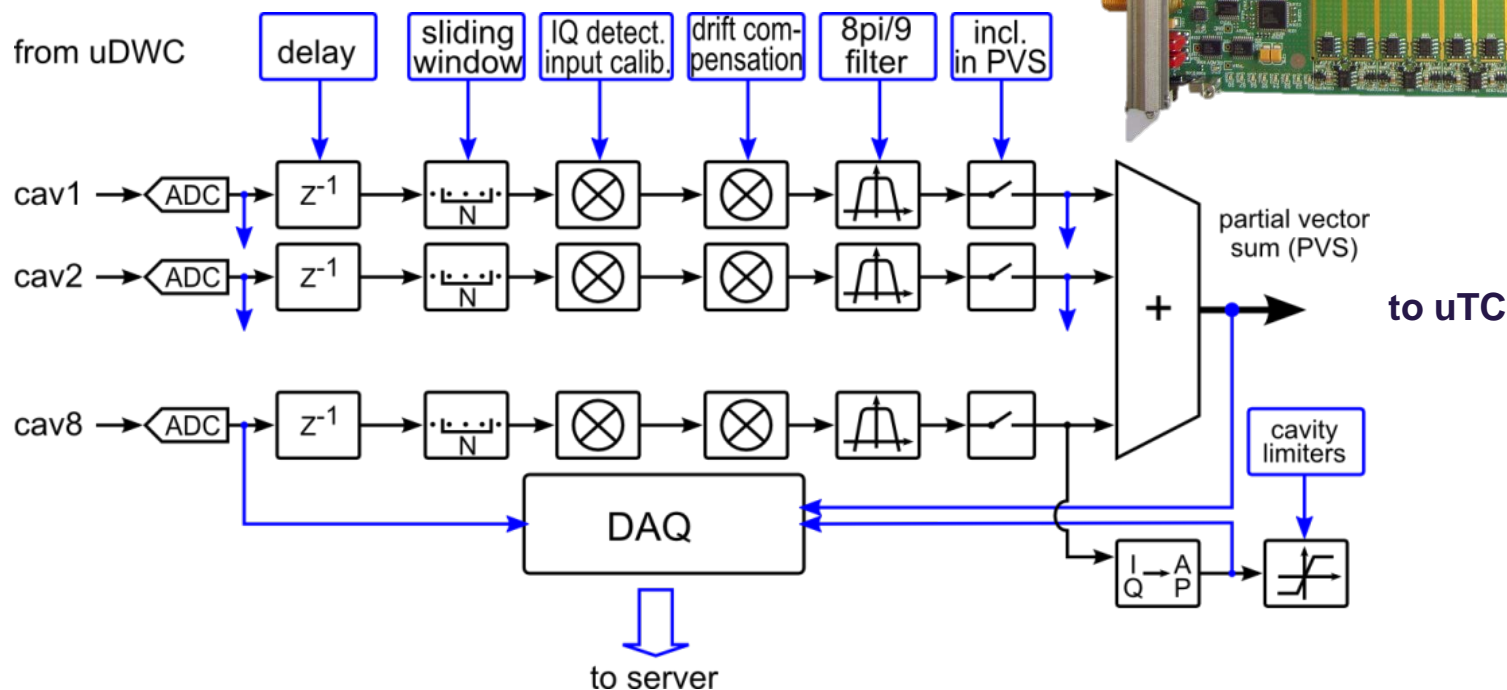 from uDWC
delay
sliding
window
IQ detect.
input calib.
drift com-
pensation
8pi/9
filter
incl.
in PVS
cav1
ADC
z-1
N
cav2
ADC
z-1
N
+
partial vector
sum (PVS)
to uTC
cav8
ADC
z-1
N
cavity
limiters
DAQ
I A
Q P
to server